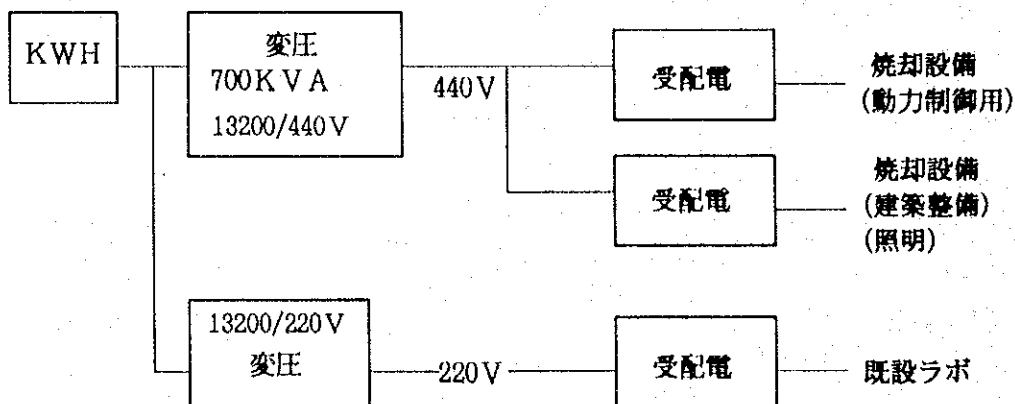 KWH
変圧
700KVA
13200/440V
440V
受配電
焼却設備
(動力制御用)
受配電
焼却設備
(建築整備)
(照明)
13200/220V
変圧
220V
受配電
既設ラボ